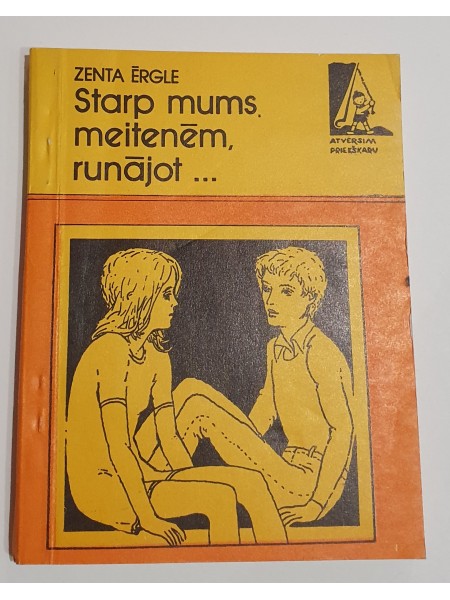 ZENTA ĒRGLE
Starp mums,
meitenēm,
runājot ...
ATVĒRSIM
PRIEKŠKARU